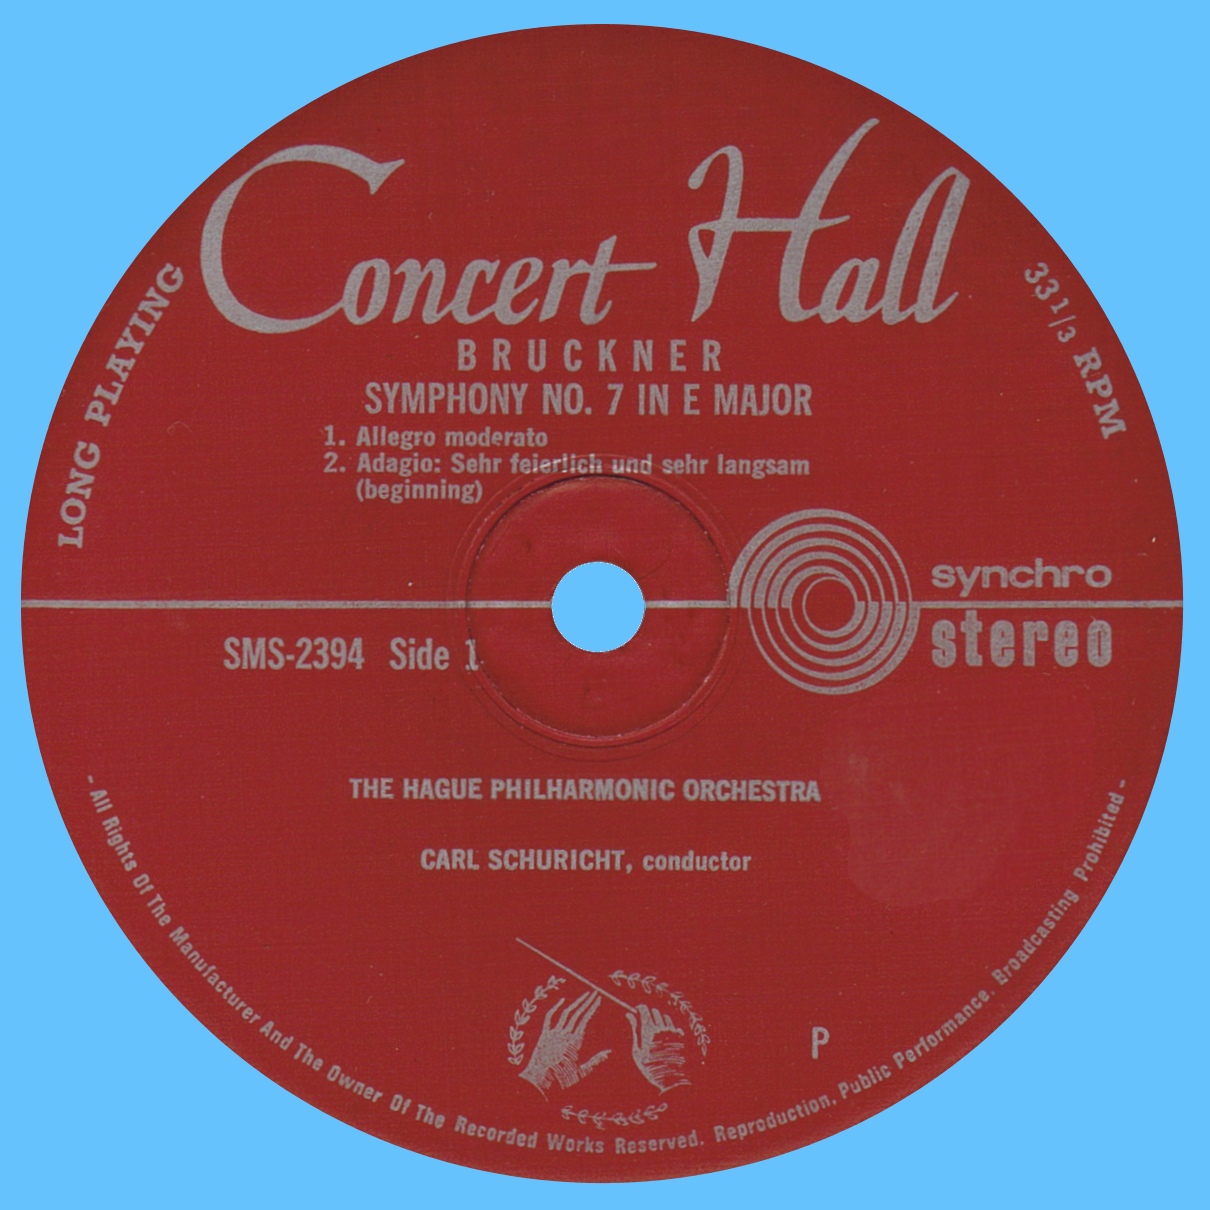 Concert Hall
LONG PLAYING
33 1/3 RPM
BRUCKNER
SYMPHONY NO. 7 IN E MAJOR
1. Allegro moderato
2. Adagio: Sehr feierlich und sehr langsam
(beginning)
synchro
stereo
SMS-2394 Side 1
THE HAGUE PHILHARMONIC ORCHESTRA
CARL SCHURICHT, conductor
P
- All Rights Of The Manufacturer And The Owner Of The Recorded Works Reserved. Reproduction, Public Performance, Broadcasting Prohibited -